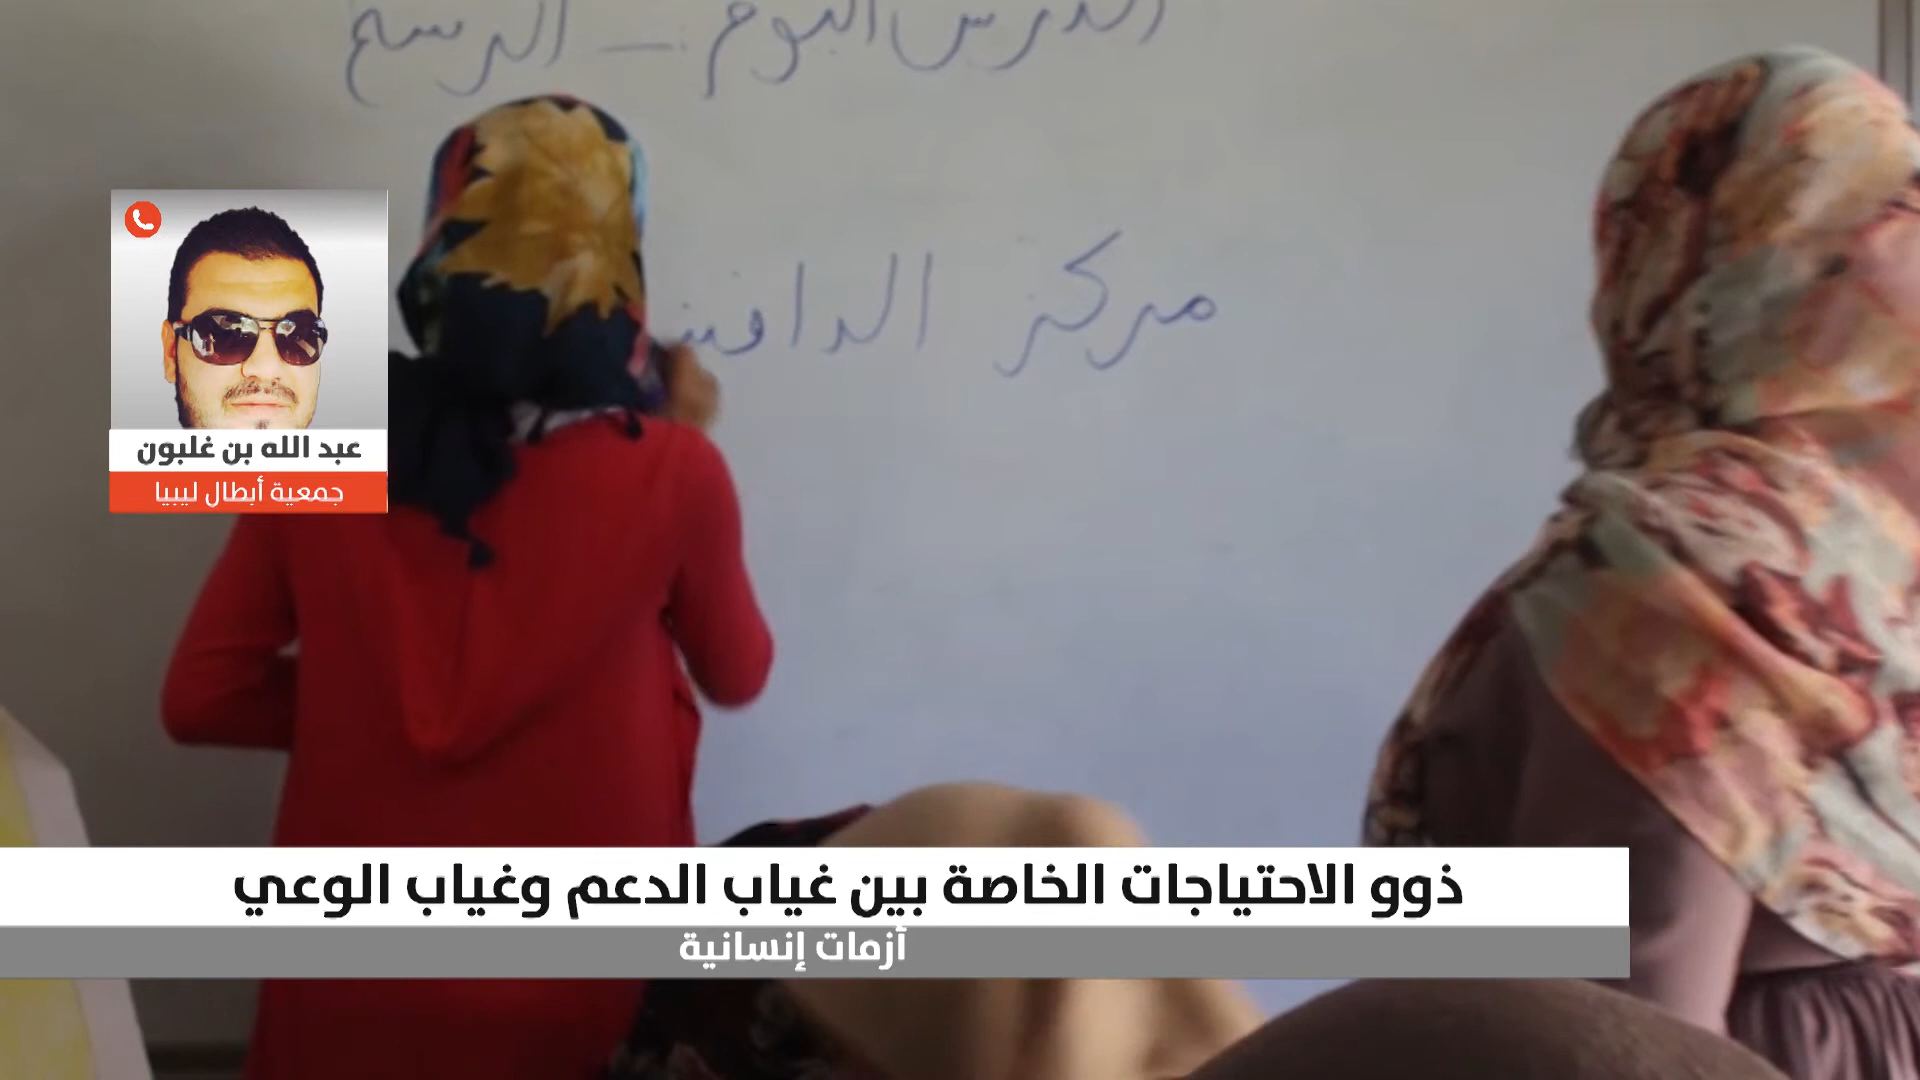 الدرس اليوم : - الرسم
مركز
عبد الله بن غلبون
جمعية أبطال ليبيا
ذوو الاحتياجات الخاصة بين غياب الدعم وغياب الوعي
أزمات إنسانية